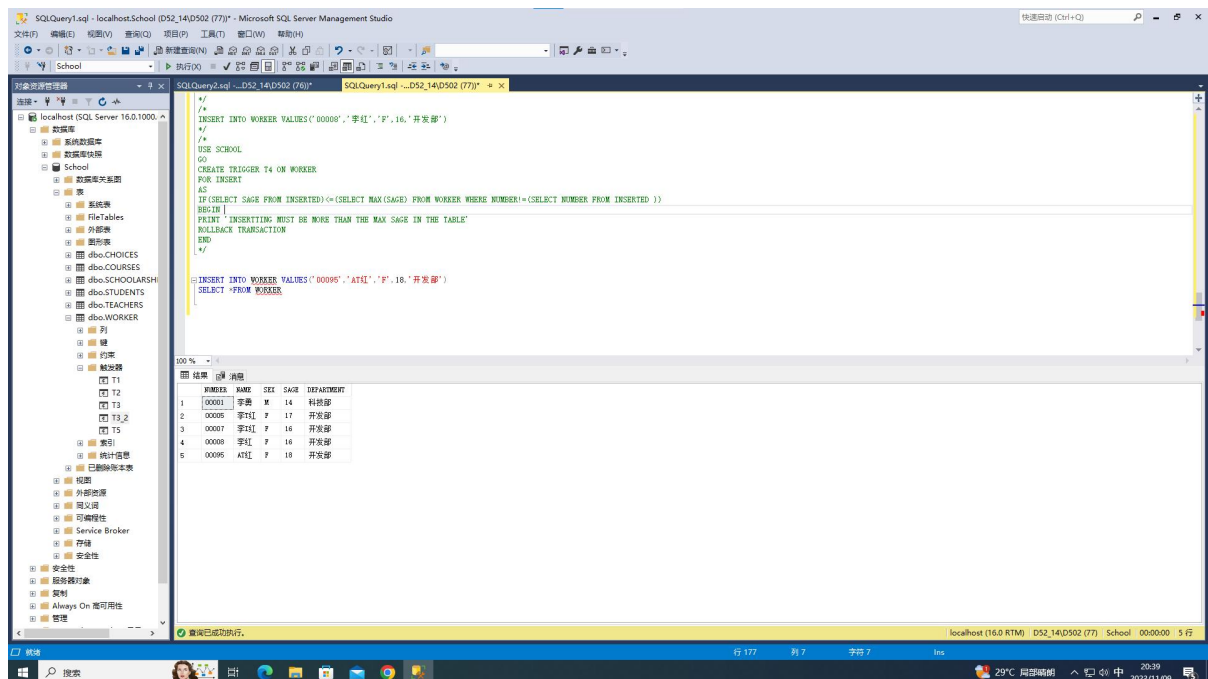 SQLQuery1.sql - localhost.School (D52_14\D502 (77))* - Microsoft SQL Server Management Studio
快速启动 (Ctrl+Q)
文件(F) 编辑(E) 视图(V) 查询(Q) 项目(P) 工具(T) 窗口(W) 帮助(H)
新建查询(N)
School
执行(X)
对象资源管理器
SQLQuery2.sql -...D52_14\D502 (76))*
SQLQuery1.sql -...D52_14\D502 (77))*
连接
localhost (SQL Server 16.0.1000.
数据库
系统数据库
数据库快照
School
数据库关系图
表
系统表
FileTables
外部表
图形表
dbo.CHOICES
dbo.COURSES
dbo.SCHOOLARSHI
dbo.STUDENTS
dbo.TEACHERS
dbo.WORKER
列
键
约束
触发器
T1
T2
T3
T3_2
T5
索引
统计信息
已删除账本表
视图
外部资源
同义词
可编程性
Service Broker
存储
安全性
安全性
服务器对象
复制
Always On 高可用性
管理
*/
/*
INSERT INTO WORKER VALUES('00008','李红','F',16,'开发部')
*/
/*
USE SCHOOL
GO
CREATE TRIGGER T4 ON WORKER
FOR INSERT
AS
IF(SELECT SAGE FROM INSERTED)<=(SELECT MAX(SAGE) FROM WORKER WHERE NUMBER!=(SELECT NUMBER FROM INSERTED ))
BEGIN
PRINT 'INSERTTING MUST BE MORE THAN THE MAX SAGE IN THE TABLE'
ROLLBACK TRANSACTION
END
*/
INSERT INTO WORKER VALUES('00095','AT红','F',18,'开发部')
SELECT *FROM WORKER
100 %
结果 消息
NUMBER NAME SEX SAGE DEPARTMENT
1 00001 李勇 M 14 科技部
2 00005 李T红 F 17 开发部
3 00007 李T红 F 16 开发部
4 00008 李红 F 16 开发部
5 00095 AT红 F 18 开发部
查询已成功执行。
localhost (16.0 RTM) D52_14\D502 (77) School 00:00:00 5 行
就绪
行 177 列 7 字符 7 Ins
搜索
29°C 局部晴朗
中
20:39
2023/11/09